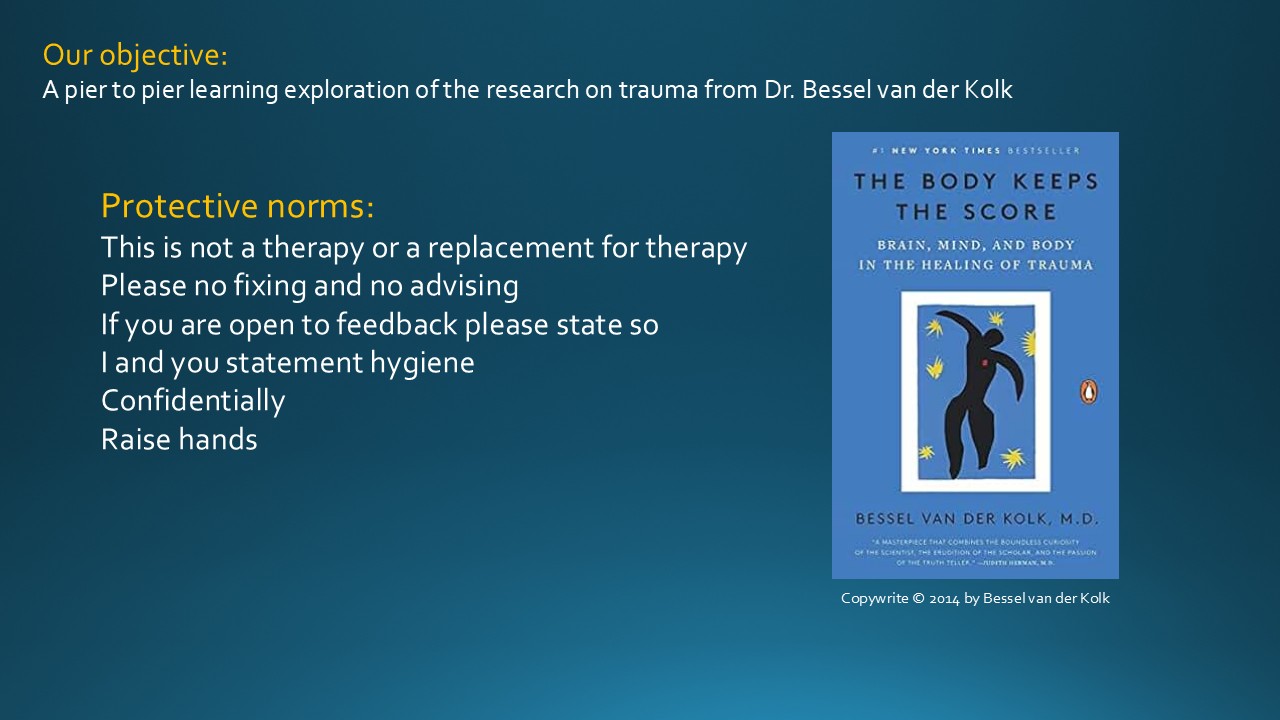 Our objective:
A pier to pier learning exploration of the research on trauma from Dr. Bessel van der Kolk
Protective norms:
This is not a therapy or a replacement for therapy
Please no fixing and no advising
If you are open to feedback please state so
I and you statement hygiene
Confidentially
Raise hands
#1 NEW YORK TIMES BESTSELLER
THE BODY KEEPS
THE SCORE
BRAIN, MIND, AND BODY
IN THE HEALING OF TRAUMA
BESSEL VAN DER KOLK, M.D.
"A MASTERPIECE THAT COMBINES THE BOUNDLESS CURIOSITY
OF THE SCIENTIST, THE ERUDITION OF THE SCHOLAR, AND THE PASSION
OF THE TRUTH TELLER." —JUDITH HERMAN, M.D.
Copywrite © 2014 by Bessel van der Kolk